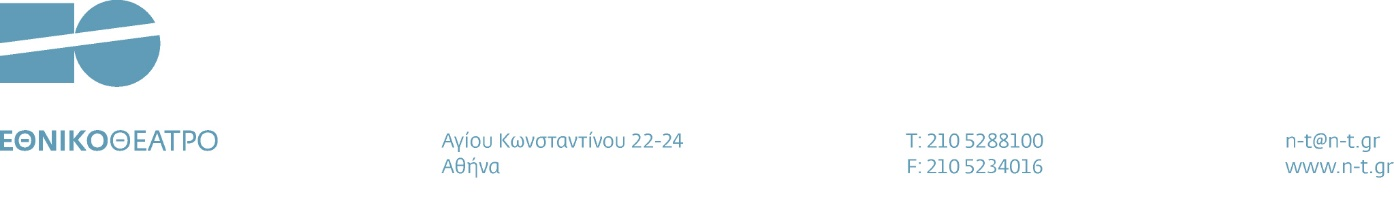 ΕΘΝΙΚΟΘΕΑΤΡΟ
Αγίου Κωνσταντίνου 22-24
Αθήνα
T: 210 5288100
F: 210 5234016
n-t@n-t.gr
www.n-t.gr